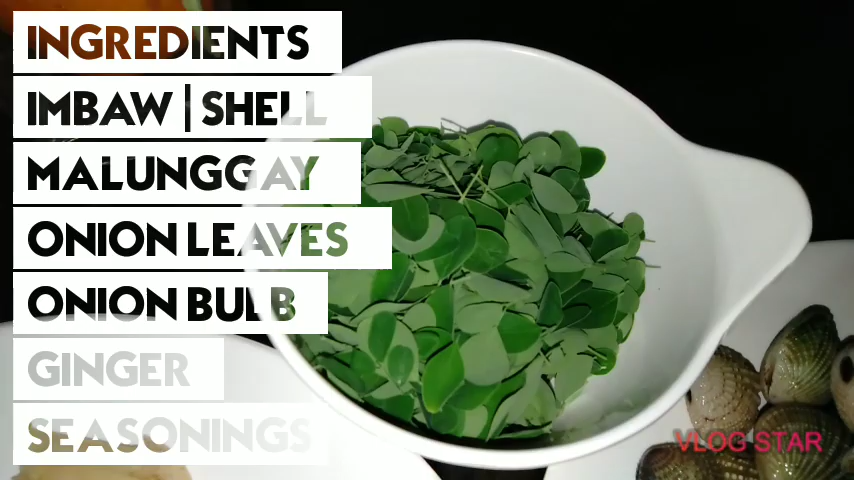 INGREDIENTS
IMBAW | SHELL
MALUNGGAY
ONION LEAVES
ONION BULB
GINGER
SEASONINGS
VLOG STAR